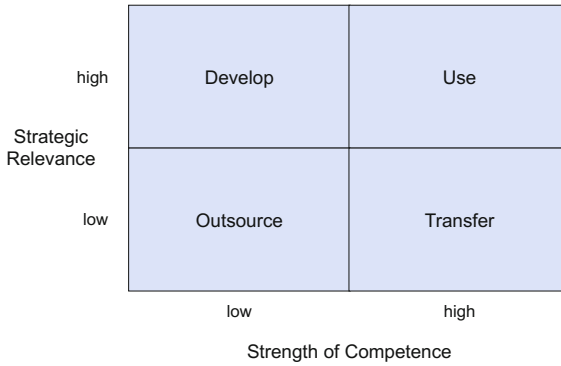 high
Develop
Use
Strategic
Relevance
low
Outsource
Transfer
low
high
Strength of Competence